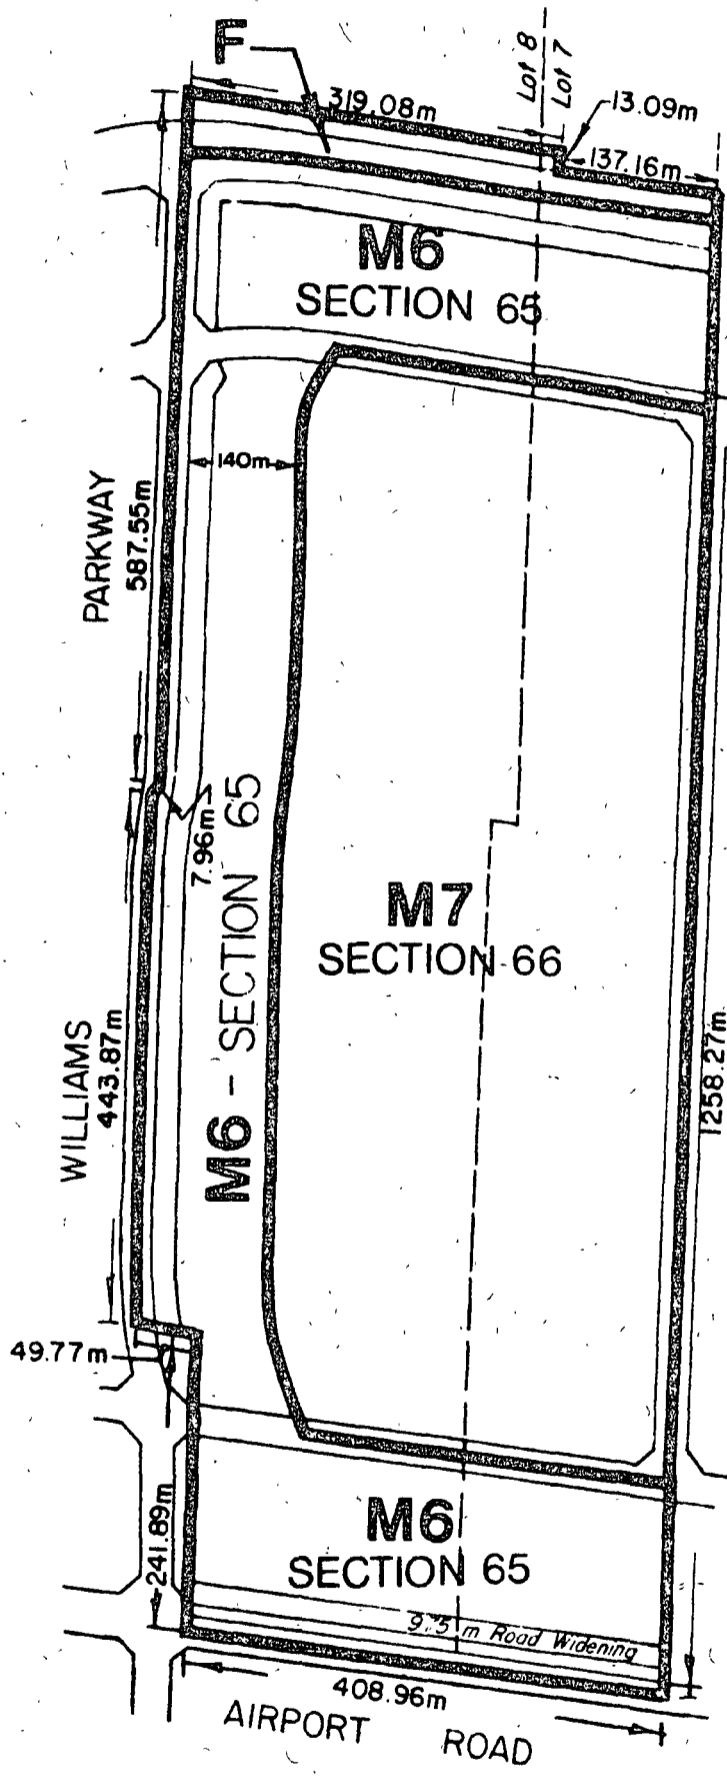 F
Lot 8
Lot 7
319.08m
13.09m
137.16m
M6
SECTION 65
140m
PARKWAY
587.55m
7.96m
M6 - SECTION 65
M7
SECTION 66
WILLIAMS
443.87m
1258.27m
49.77m
241.89m
M6
SECTION 65
m Road Widening
408.96m
AIRPORT ROAD